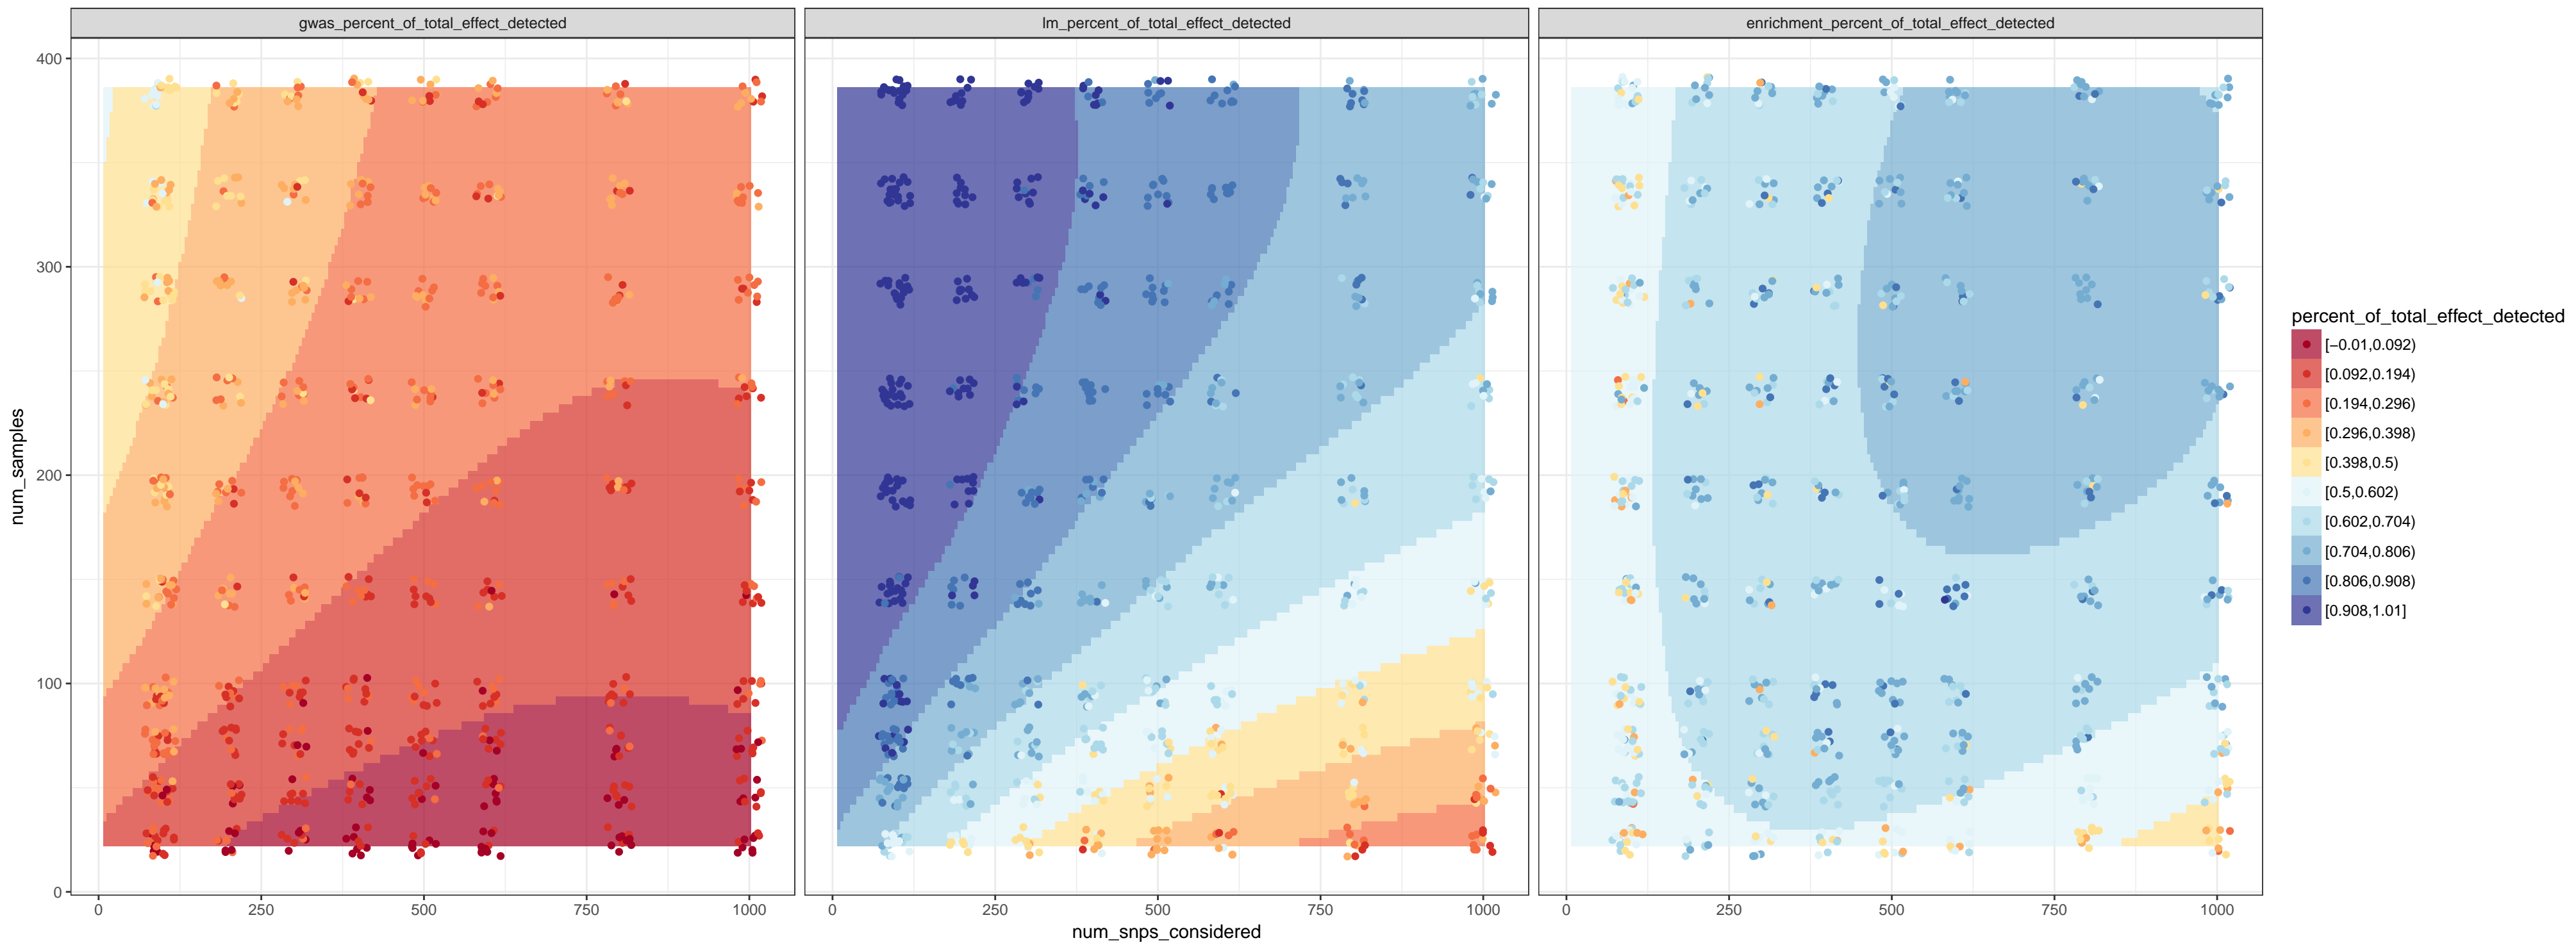 gwas_percent_of_total_effect_detected
lm_percent_of_total_effect_detected
enrichment_percent_of_total_effect_detected
400
300
200
100
0
num_samples
0 250 500 750 1000
0 250 500 750 1000
0 250 500 750 1000
num_snps_considered
percent_of_total_effect_detected
[−0.01,0.092)
[0.092,0.194)
[0.194,0.296)
[0.296,0.398)
[0.398,0.5)
[0.5,0.602)
[0.602,0.704)
[0.704,0.806)
[0.806,0.908)
[0.908,1.01]